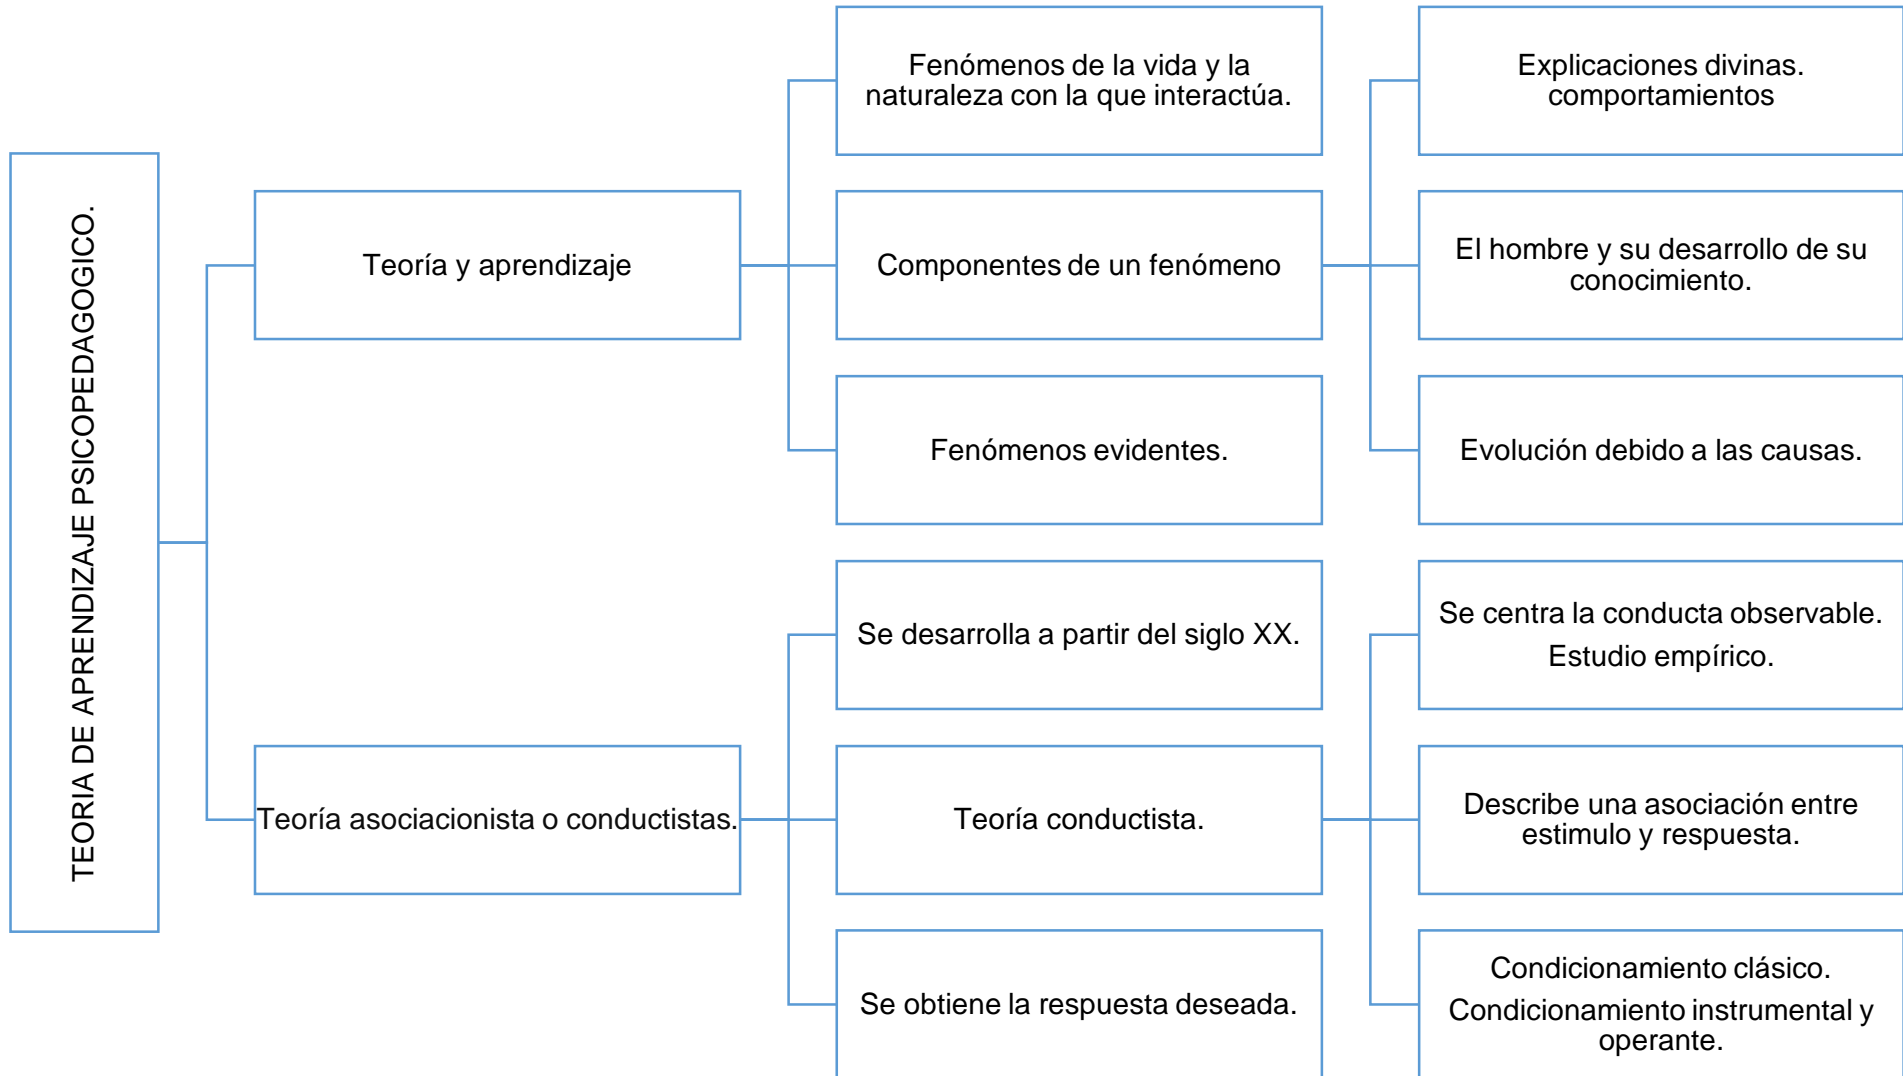 TEORIA DE APRENDIZAJE PSICOPEDAGOGICO.
Teoría y aprendizaje
Fenómenos de la vida y la
naturaleza con la que interactúa.
Componentes de un fenómeno
Fenómenos evidentes.
Explicaciones divinas.
comportamientos
El hombre y su desarrollo de su
conocimiento.
Evolución debido a las causas.
Teoría asociacionista o conductistas.
Se desarrolla a partir del siglo XX.
Teoría conductista.
Se obtiene la respuesta deseada.
Se centra la conducta observable.
Estudio empírico.
Describe una asociación entre
estimulo y respuesta.
Condicionamiento clásico.
Condicionamiento instrumental y
operante.